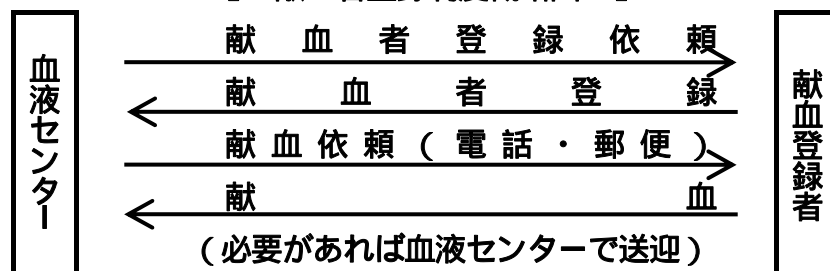 血液センター
献血者登録依頼
献血者登録
献血依頼(電話・郵便)
献血
(必要があれば血液センターで送迎)
献血登録者